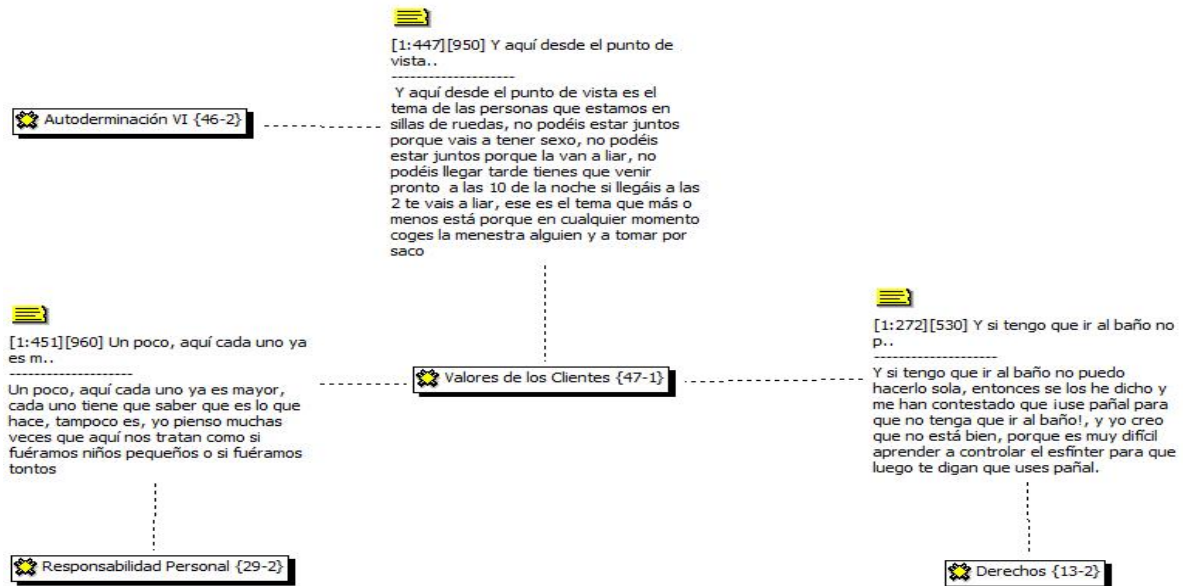 [1:447][950] Y aquí desde el punto de
vista..
--------------------
Y aquí desde el punto de vista es el
tema de las personas que estamos en
sillas de ruedas, no podéis estar juntos
porque vais a tener sexo, no podéis
estar juntos porque la van a liar, no
podéis llegar tarde tienes que venir
pronto a las 10 de la noche si llegáis a las
2 te vais a liar, ese es el tema que más o
menos está porque en cualquier momento
coges la menestra alguien y a tomar por
saco
Autoderminación VI {46-2}
[1:451][960] Un poco, aquí cada uno ya
es m..
--------------------
Un poco, aquí cada uno ya es mayor,
cada uno tiene que saber que es lo que
hace, tampoco es, yo pienso muchas
veces que aquí nos tratan como si
fuéramos niños pequeños o si fuéramos
tontos
Valores de los Clientes {47-1}
[1:272][530] Y si tengo que ir al baño no
p..
--------------------
Y si tengo que ir al baño no puedo
hacerlo sola, entonces se los he dicho y
me han contestado que ¡use pañal para
que no tenga que ir al baño!, y yo creo
que no está bien, porque es muy difícil
aprender a controlar el esfínter para que
luego te digan que uses pañal.
Responsabilidad Personal {29-2}
Derechos {13-2}